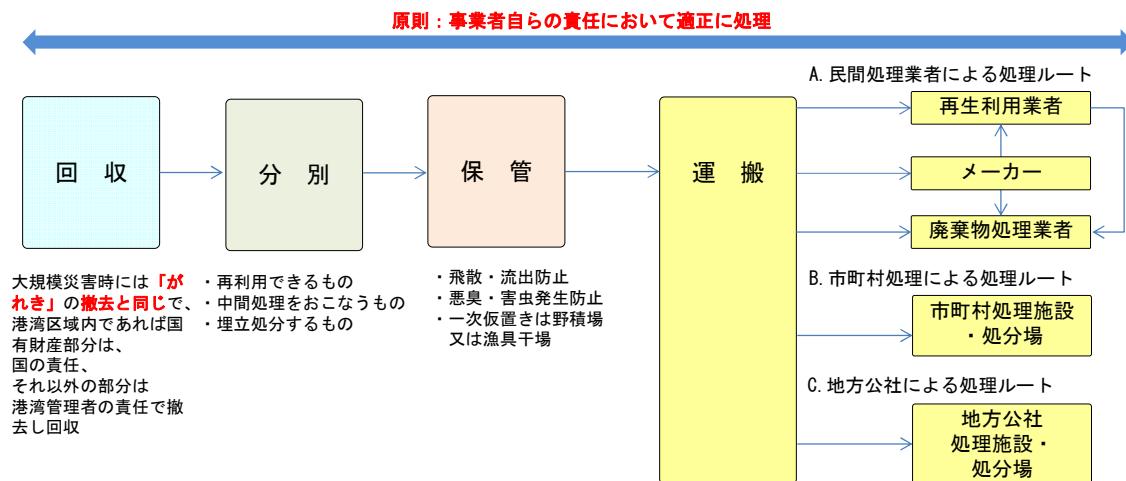 原則：事業者自らの責任において適正に処理
回　収
分　別
保　管
運　搬
大規模災害時には「が
れき」の撤去と同じで、
港湾区域内であれば国
有財産部分は、
国の責任、
それ以外の部分は
港湾管理者の責任で撤
去し回収
・再利用できるもの
・中間処理をおこなうもの
・埋立処分するもの
・飛散・流出防止
・悪臭・害虫発生防止
・一次仮置きは野積場
又は漁具干場
A.民間処理業者による処理ルート
再生利用業者
メーカー
廃棄物処理業者
B.市町村処理による処理ルート
市町村処理施設
・処分場
C.地方公社による処理ルート
地方公社
処理施設・
処分場